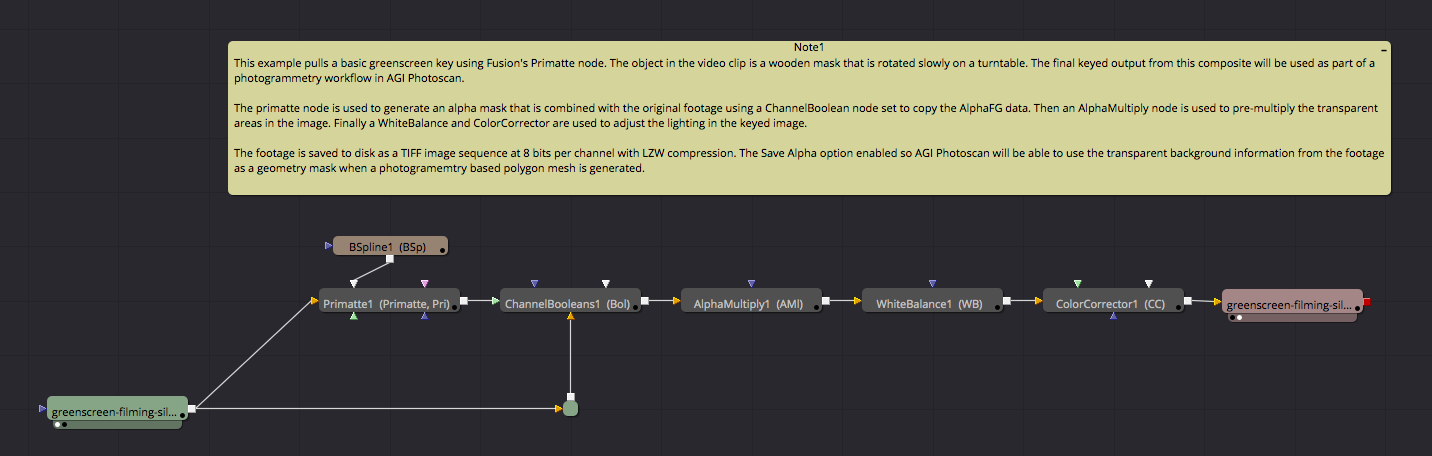 Note1
This example pulls a basic greenscreen key using Fusion's Primatte node. The object in the video clip is a wooden mask that is rotated slowly on a turntable. The final keyed output from this composite will be used as part of a
photogrammetry workflow in AGI Photoscan.
The primatte node is used to generate an alpha mask that is combined with the original footage using a ChannelBoolean node set to copy the AlphaFG data. Then an AlphaMultiply node is used to pre-multiply the transparent
areas in the image. Finally a WhiteBalance and ColorCorrector are used to adjust the lighting in the keyed image.
The footage is saved to disk as a TIFF image sequence at 8 bits per channel with LZW compression. The Save Alpha option enabled so AGI Photoscan will be able to use the transparent background information from the footage
as a geometry mask when a photogramemtry based polygon mesh is generated.
BSpline1 (BSp)
Primatte1 (Primatte, Pri)
ChannelBooleans1 (Bol)
AlphaMultiply1 (AMl)
WhiteBalance1 (WB)
ColorCorrector1 (CC)
greenscreen-filming-sil...
greenscreen-filming-sil...